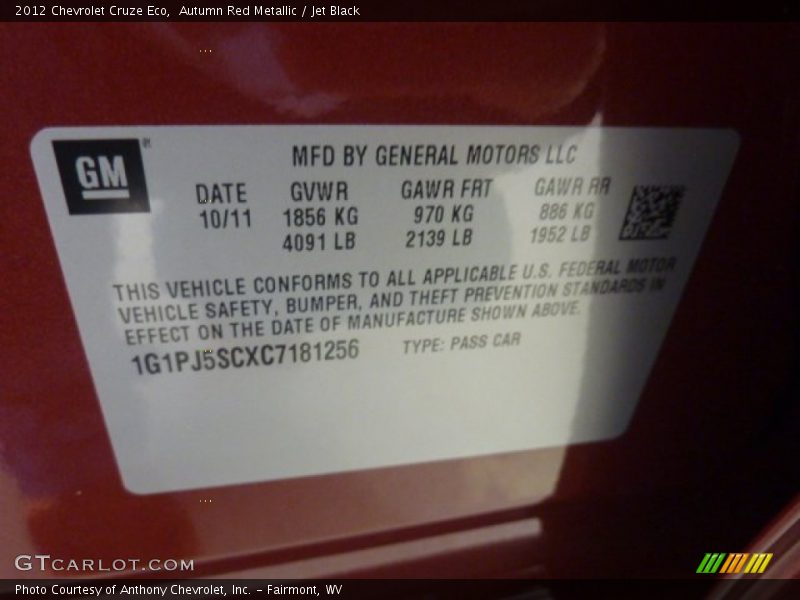 2012 Chevrolet Cruze Eco, Autumn Red Metallic / Jet Black
GM
MFD BY GENERAL MOTORS LLC
DATE GVWR GAWR FRT GAWR RR
10/11 1856 KG 970 KG 886 KG
4091 LB 2139 LB 1952 LB
THIS VEHICLE CONFORMS TO ALL APPLICABLE U.S. FEDERAL MOTOR
VEHICLE SAFETY, BUMPER, AND THEFT PREVENTION STANDARDS IN
EFFECT ON THE DATE OF MANUFACTURE SHOWN ABOVE.
1G1PJ5SCXC7181256 TYPE: PASS CAR
GTCARLOT.COM
Photo Courtesy of Anthony Chevrolet, Inc. - Fairmont, WV